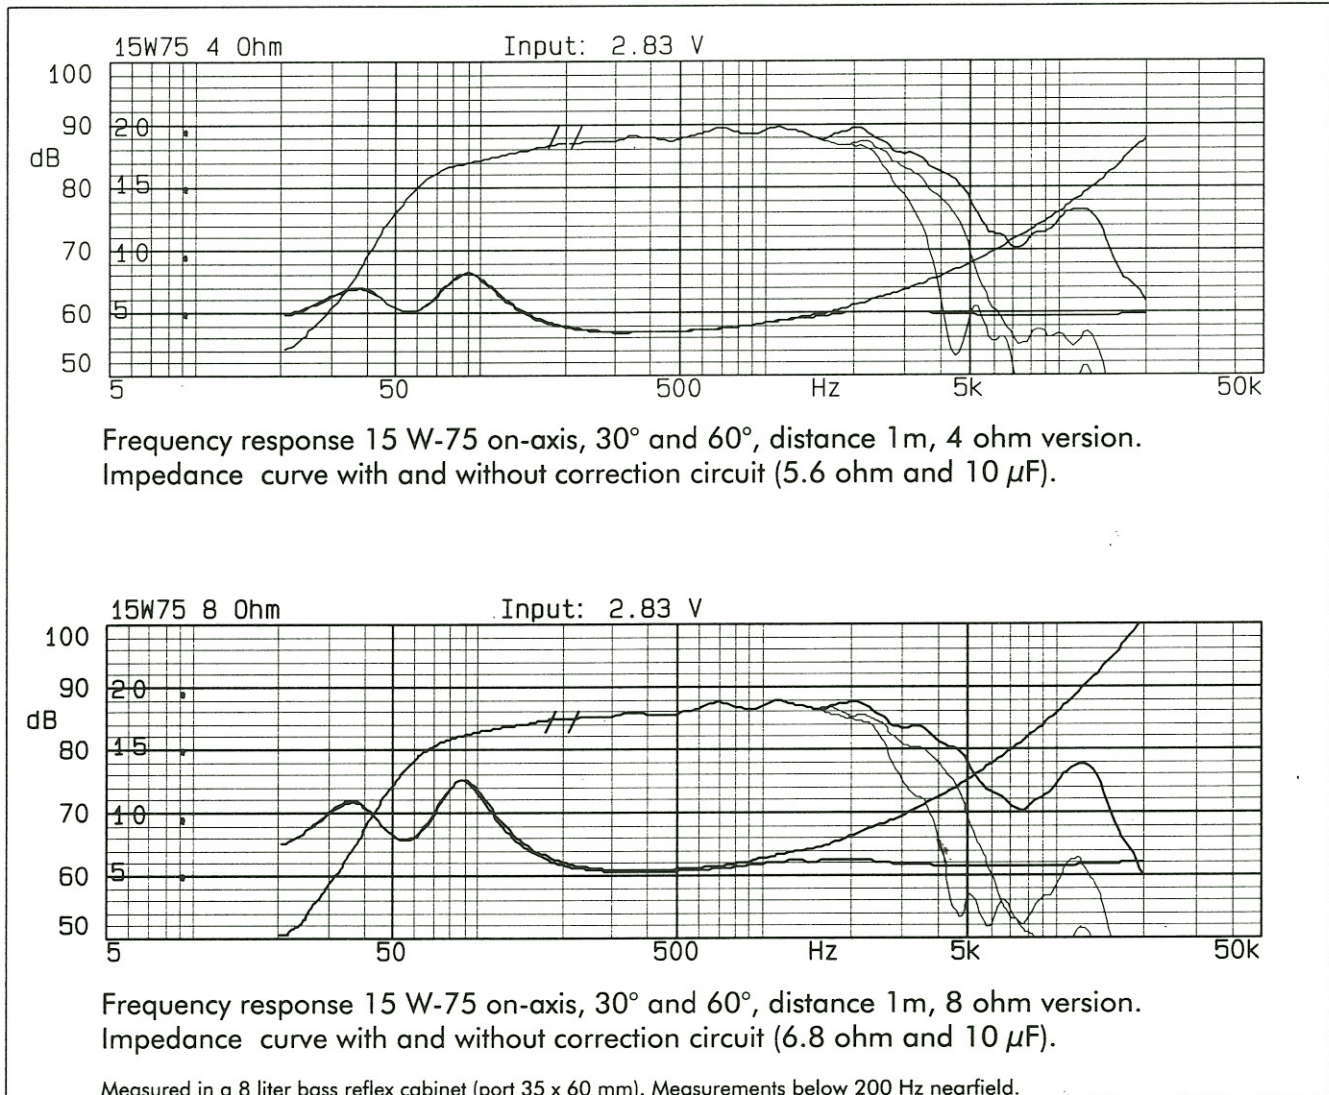 15W75 4 Ohm Input: 2.83 V
100
90 20
dB
80 15
70 10
60 5
50
5 50 500 Hz 5k 50k
Frequency response 15 W-75 on-axis, 30° and 60°, distance 1m, 4 ohm version.
Impedance curve with and without correction circuit (5.6 ohm and 10 µF).
15W75 8 Ohm Input: 2.83 V
100
90 20
dB
80 15
70 10
60 5
50
5 50 500 Hz 5k 50k
Frequency response 15 W-75 on-axis, 30° and 60°, distance 1m, 8 ohm version.
Impedance curve with and without correction circuit (6.8 ohm and 10 µF).
Measured in a 8 liter bass reflex cabinet (port 35 x 60 mm). Measurements below 200 Hz nearfield.